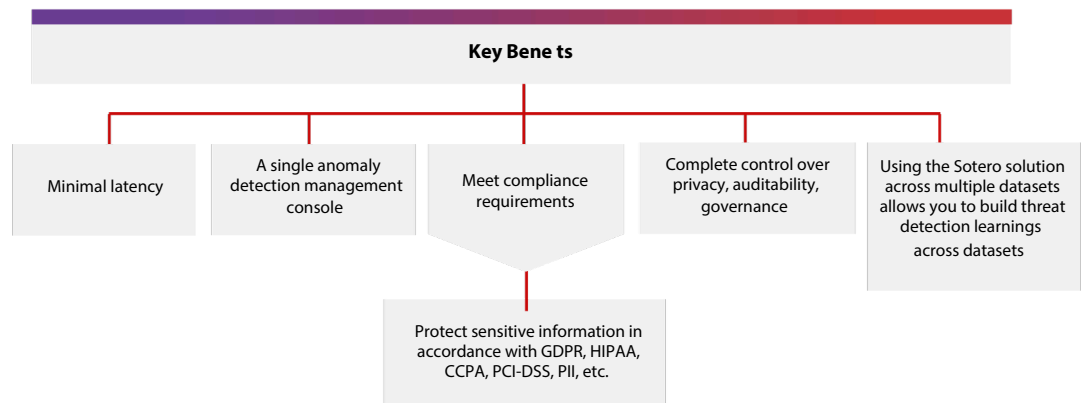 Key Bene ts
Minimal latency
A single anomaly
detection management
console
Meet compliance
requirements
Complete control over
privacy, auditability,
governance
Using the Sotero solution
across multiple datasets
allows you to build threat
detection learnings
across datasets
Protect sensitive information in
accordance with GDPR, HIPAA,
CCPA, PCI-DSS, PII, etc.